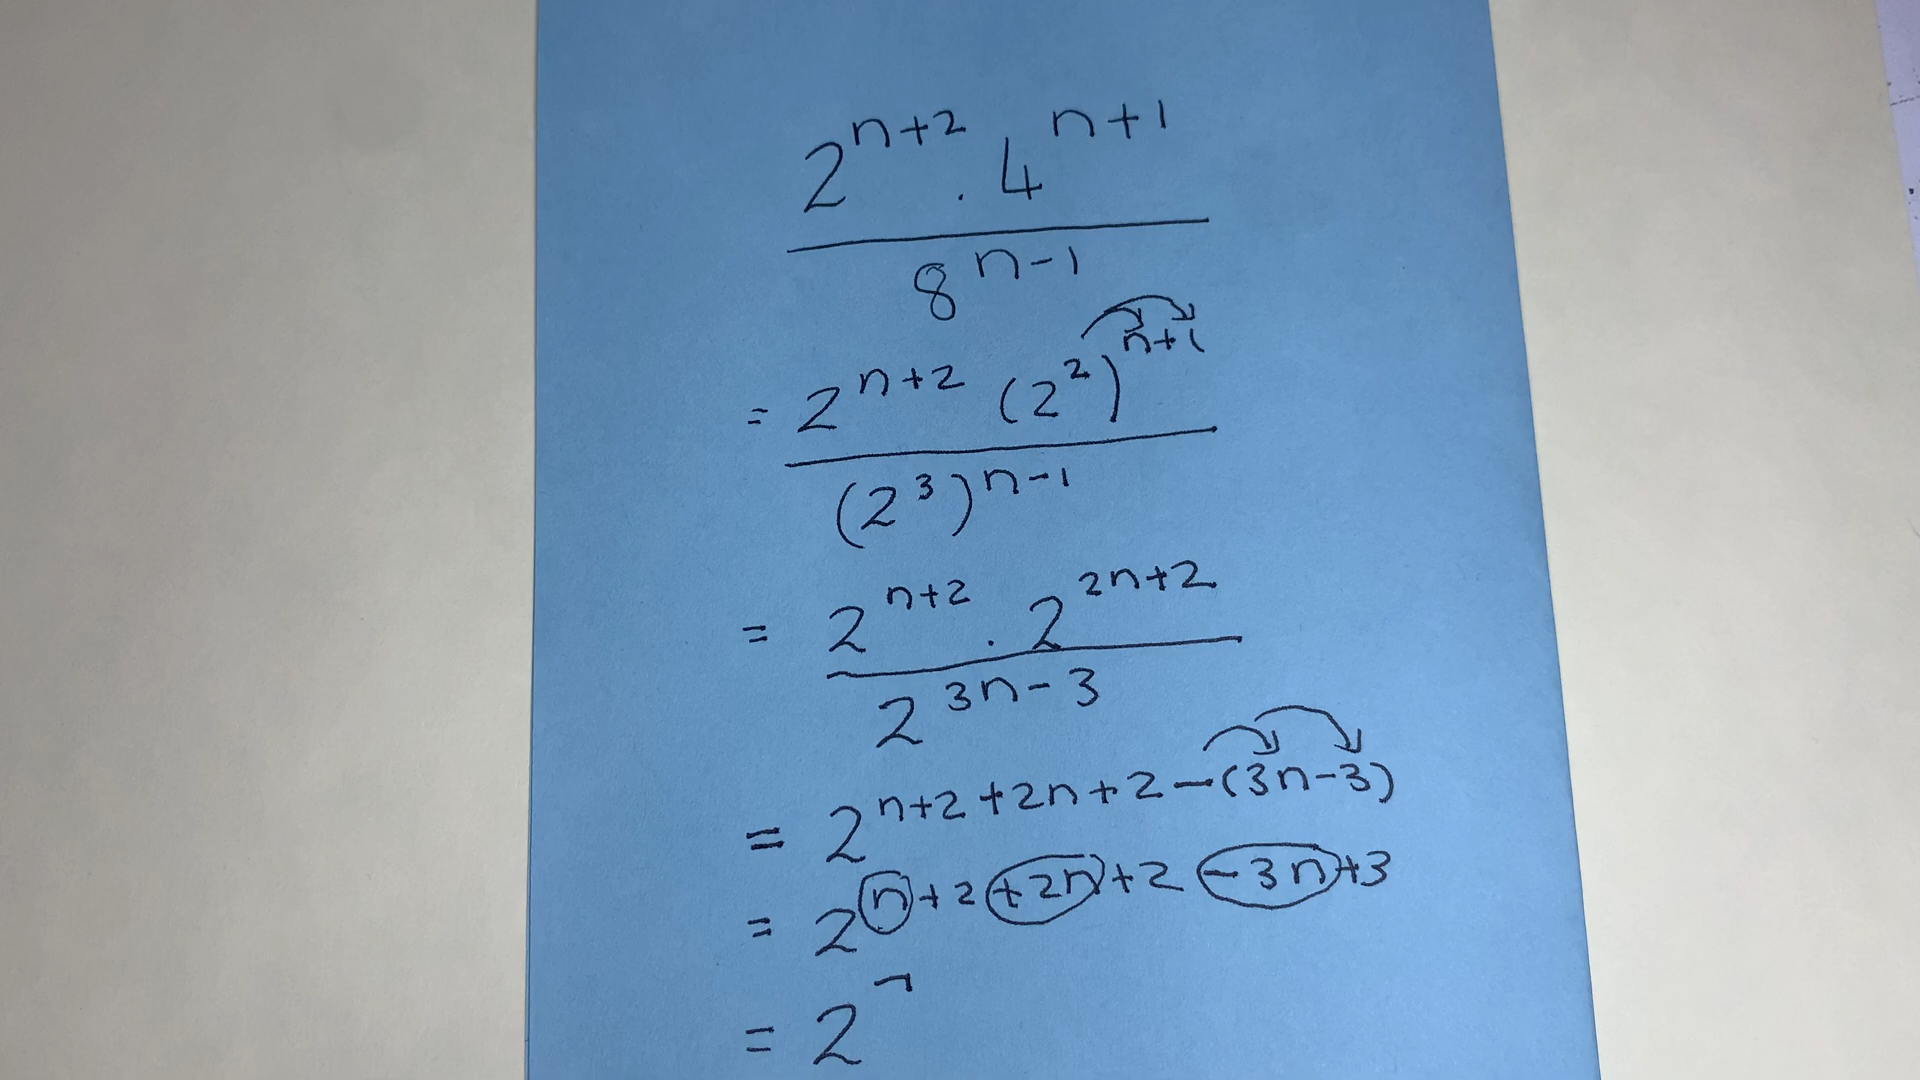 2^{n+2} . 4^{n+1}
8^{n-1}
= 2^{n+2} (2^2)^{n+1}
(2^3)^{n-1}
= 2^{n+2} . 2^{2n+2}
2^{3n-3}
= 2^{n+2+2n+2-(3n-3)}
= 2^{n+2+2n+2-3n+3}
= 2